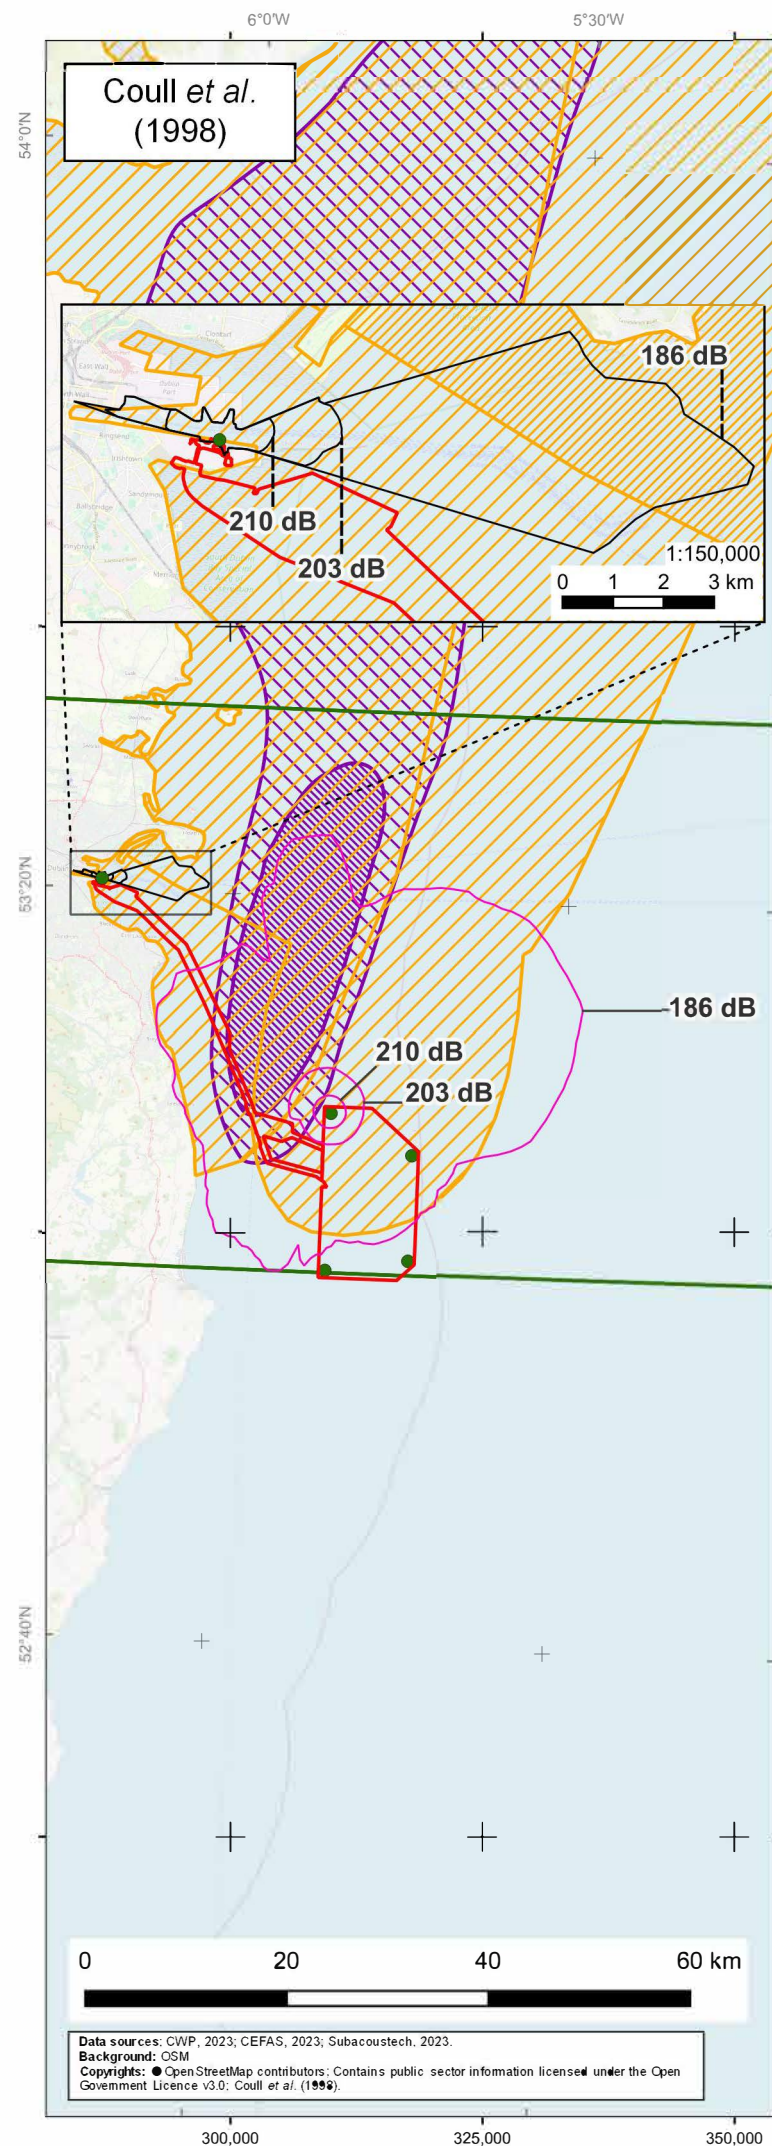 6°0'W
5°30'W
54°0'N
Coull et al.
(1998)
186 dB
210 dB
203 dB
1:150,000
0 1 2 3 km
53°20'N
186 dB
210 dB
203 dB
52°40'N
0 20 40 60 km
Data sources: CWP, 2023; CEFAS, 2023; Subacoustech, 2023.
Background: OSM
Copyrights: OpenStreetMap contributors; Contains public sector information licensed under the Open
Government Licence v3.0; Coull et al. (1998).
300,000 325,000 350,000